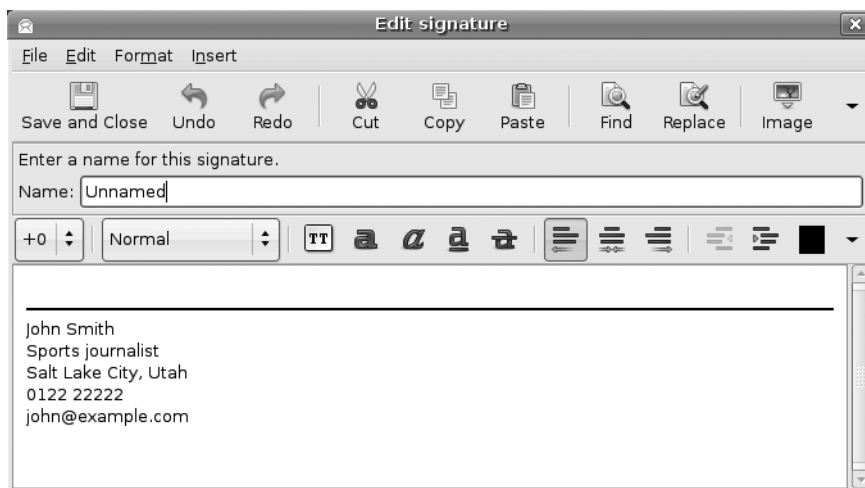 Edit signature
File Edit Format Insert
Save and Close Undo Redo Cut Copy Paste Find Replace Image
Enter a name for this signature.
Name: Unnamed
+0 Normal TT a a a a
John Smith
Sports journalist
Salt Lake City, Utah
0122 22222
john@example.com